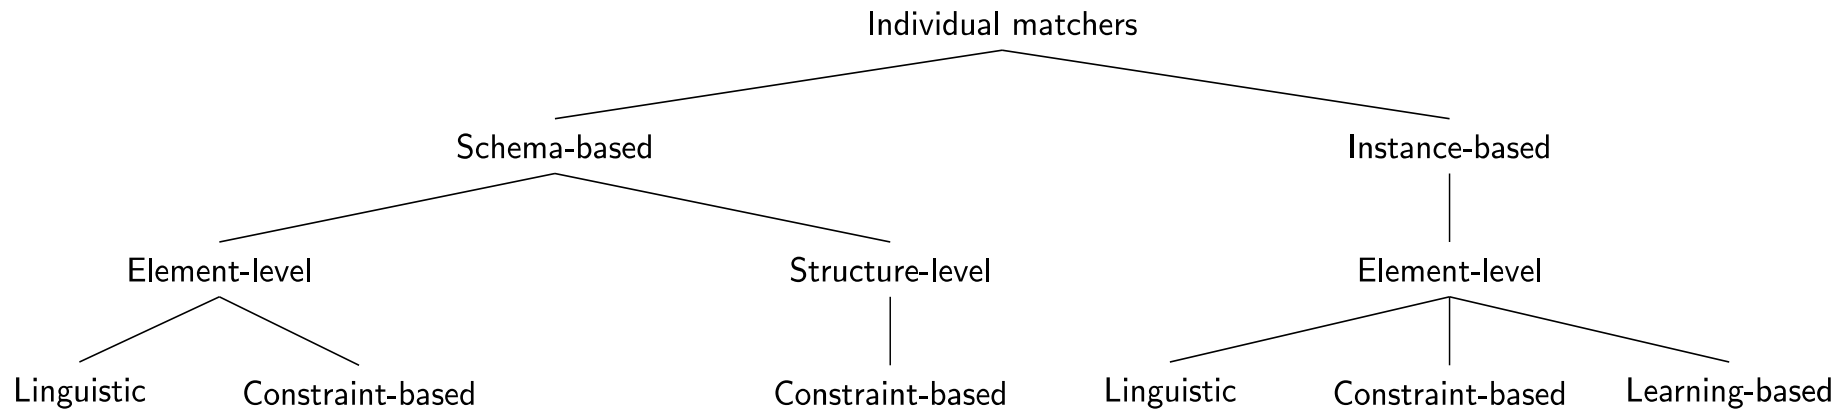 Individual matchers
Schema-based Instance-based
Element-level Structure-level Element-level
Linguistic Constraint-based Constraint-based Linguistic Constraint-based Learning-based